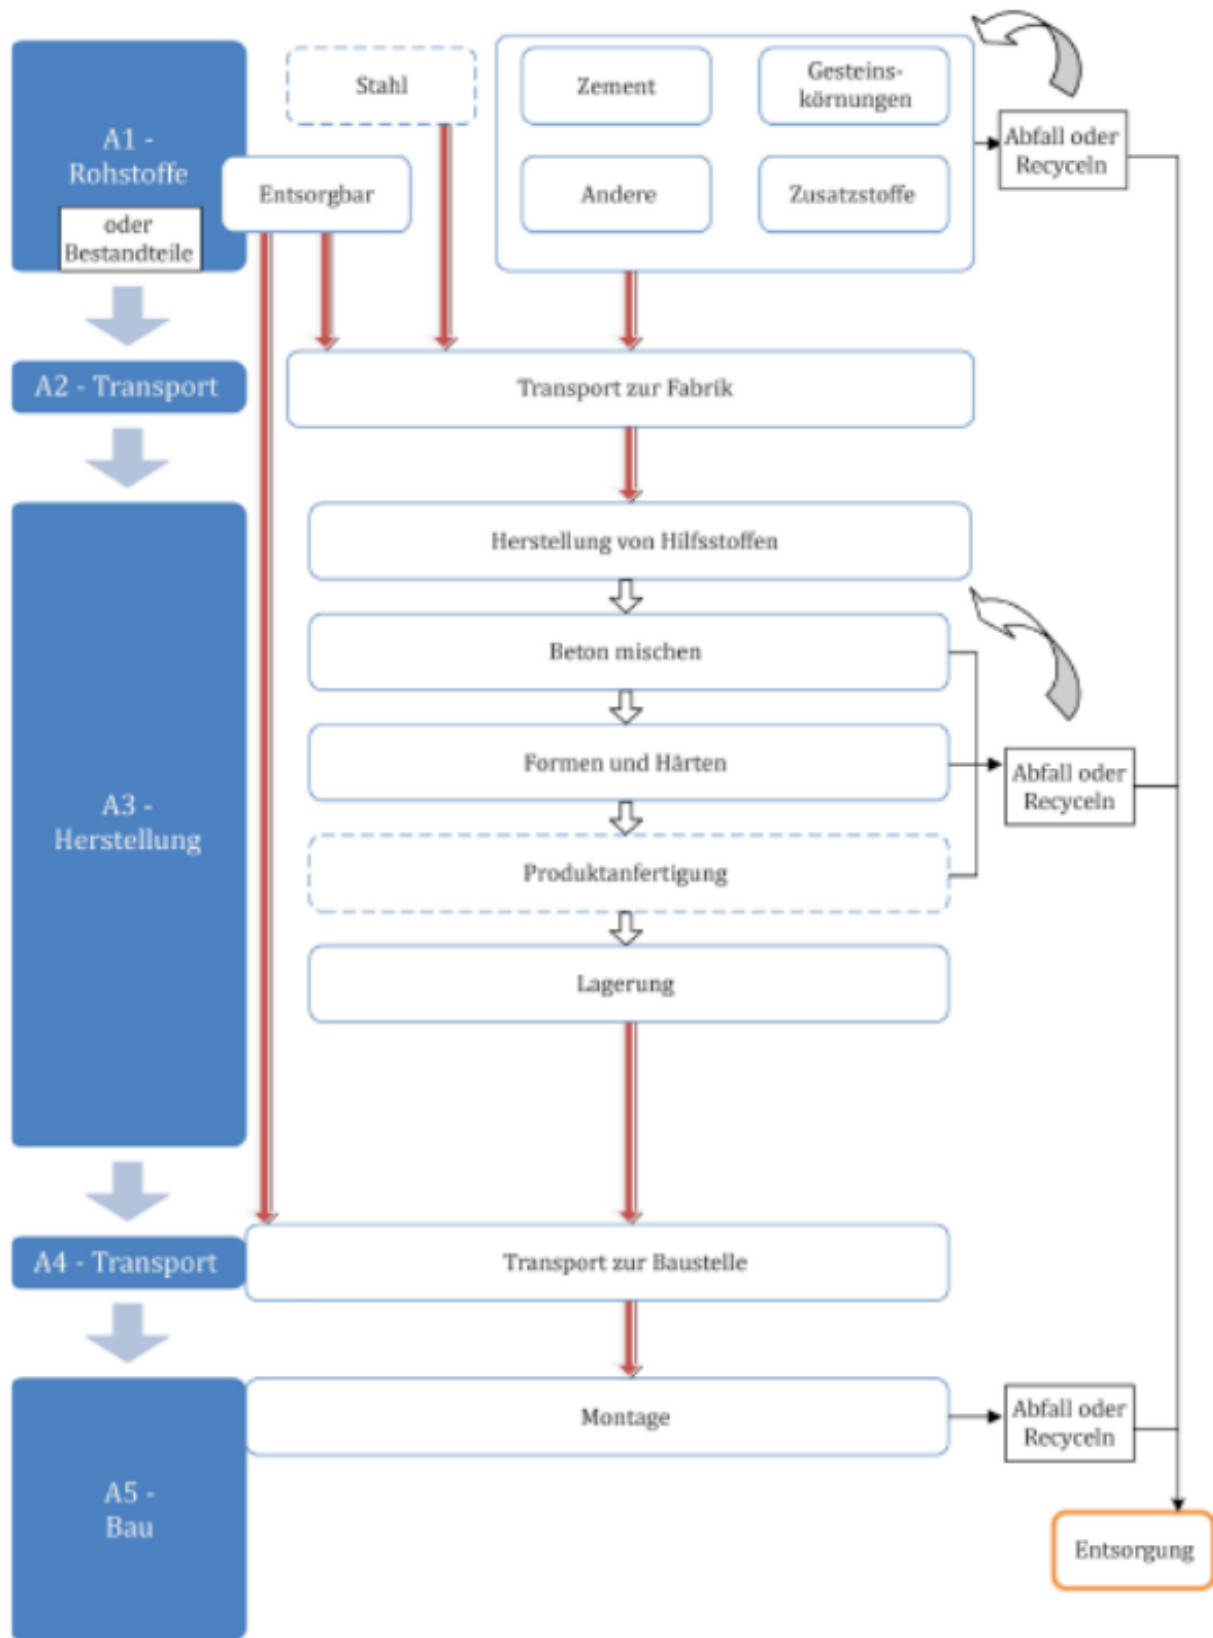 A1 -
Rohstoffe
oder
Bestandteile
Stahl
Entsorgbar
Zement
Gesteins-
körnungen
Andere
Zusatzstoffe
Abfall oder
Recyceln
A2 - Transport
Transport zur Fabrik
A3 -
Herstellung
Herstellung von Hilfsstoffen
Beton mischen
Formen und Härten
Produktanfertigung
Lagerung
Abfall oder
Recyceln
A4 - Transport
Transport zur Baustelle
A5 -
Bau
Montage
Abfall oder
Recyceln
Entsorgung